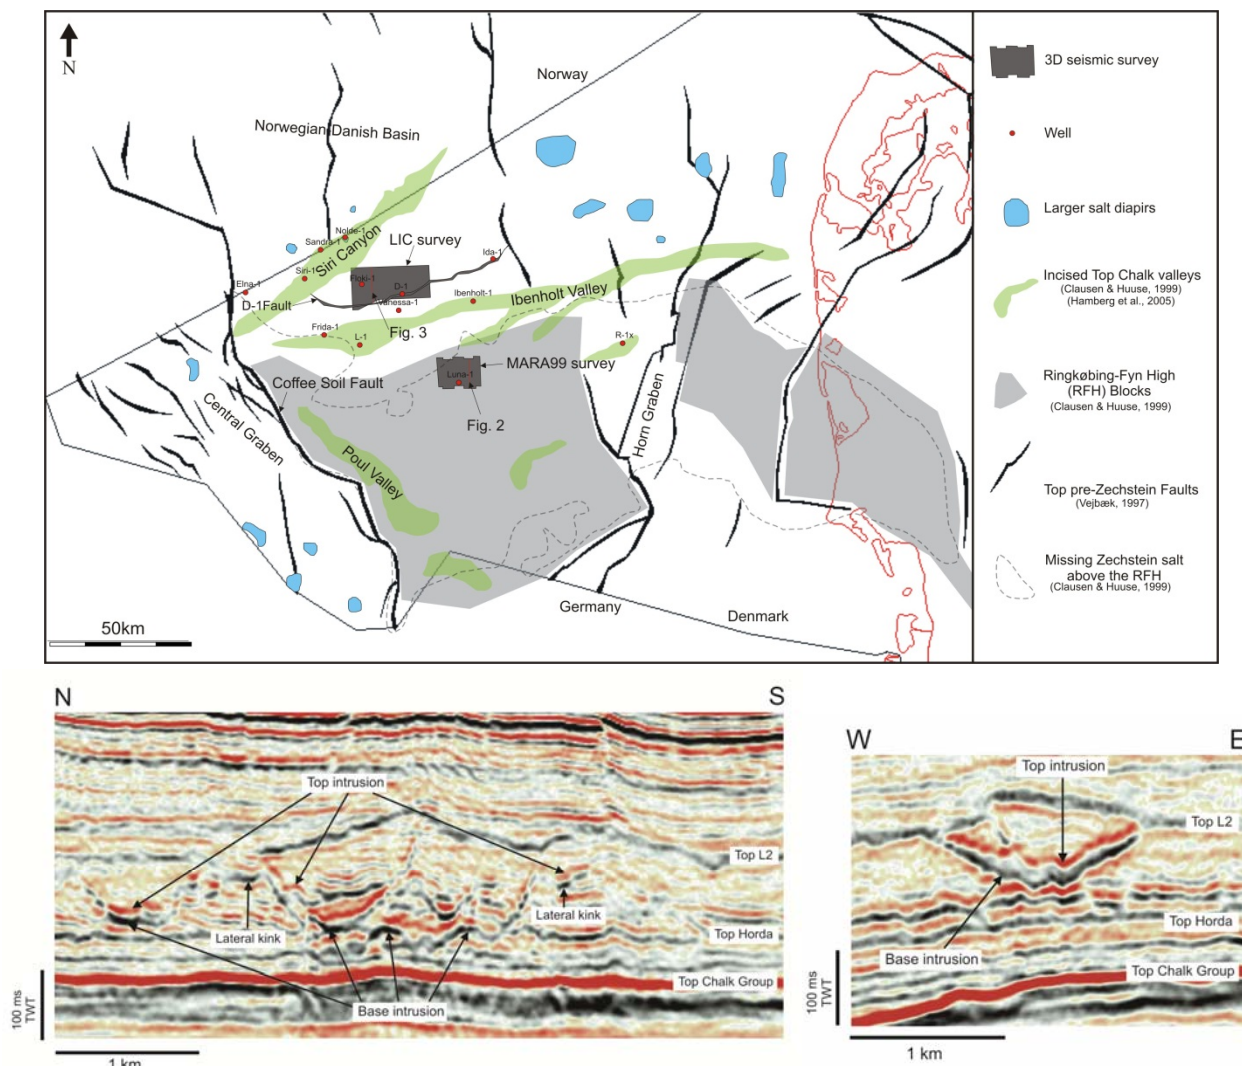 N
Norway
Norwegian Danish Basin
Nolde-1
Sandra-1
Siri Canyon
LIC survey
Ida-1
Siri-1
Floki-1
Elna-1
D-1
Ibenholt-1
Ibenholt Valley
D-1Fault
Vanessa-1
Frida-1
L-1
Fig. 3
R-1x
MARA99 survey
Luna-1
Coffee Soil Fault
Fig. 2
Central Graben
Horn Graben
Poul Valley
Germany
Denmark
50km
3D seismic survey
Well
Larger salt diapirs
Incised Top Chalk valleys
(Clausen & Huuse, 1999)
(Hamberg et al., 2005)
Ringkøbing-Fyn High
(RFH) Blocks
(Clausen & Huuse, 1999)
Top pre-Zechstein Faults
(Vejbæk, 1997)
Missing Zechstein salt
above the RFH
(Clausen & Huuse, 1999)
N
S
Top intrusion
Top L2
Lateral kink
Lateral kink
Top Horda
Top Chalk Group
Base intrusion
100 ms
TWT
1 km
W
E
Top intrusion
Top L2
Top Horda
Base intrusion
Top Chalk Group
100 ms
TWT
1 km